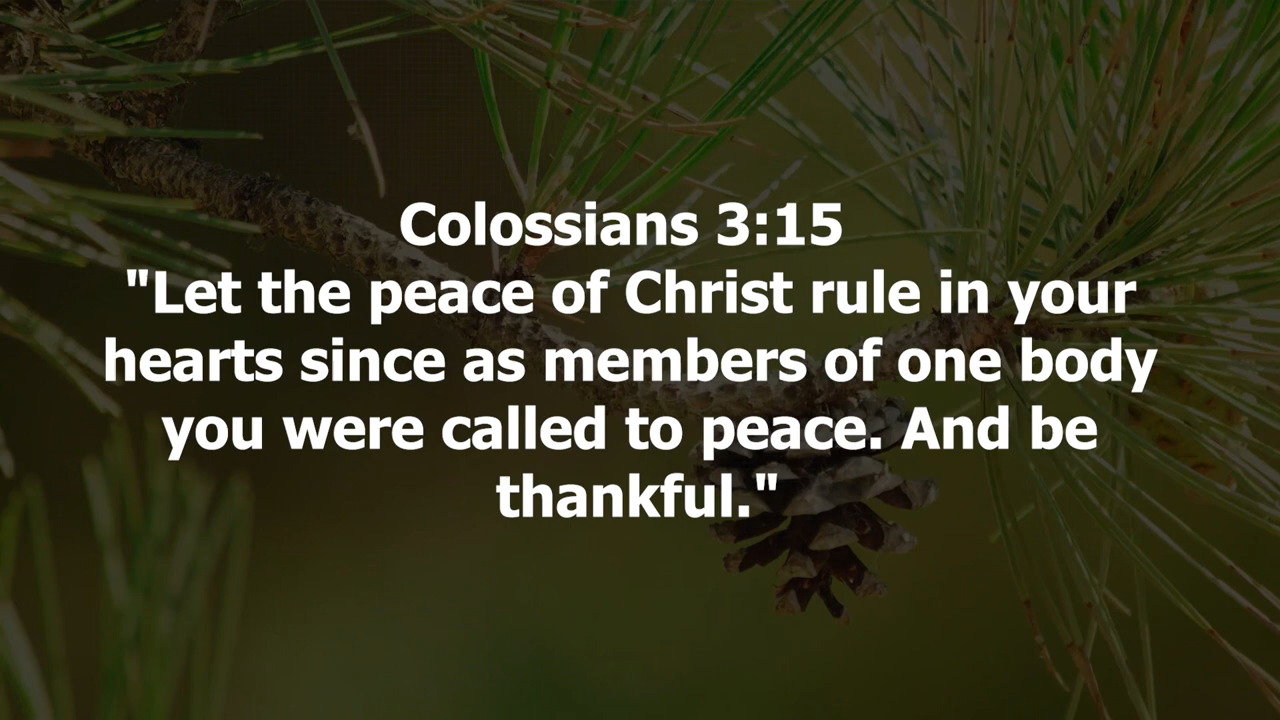 Colossians 3:15
"Let the peace of Christ rule in your
hearts since as members of one body
you were called to peace. And be
thankful."